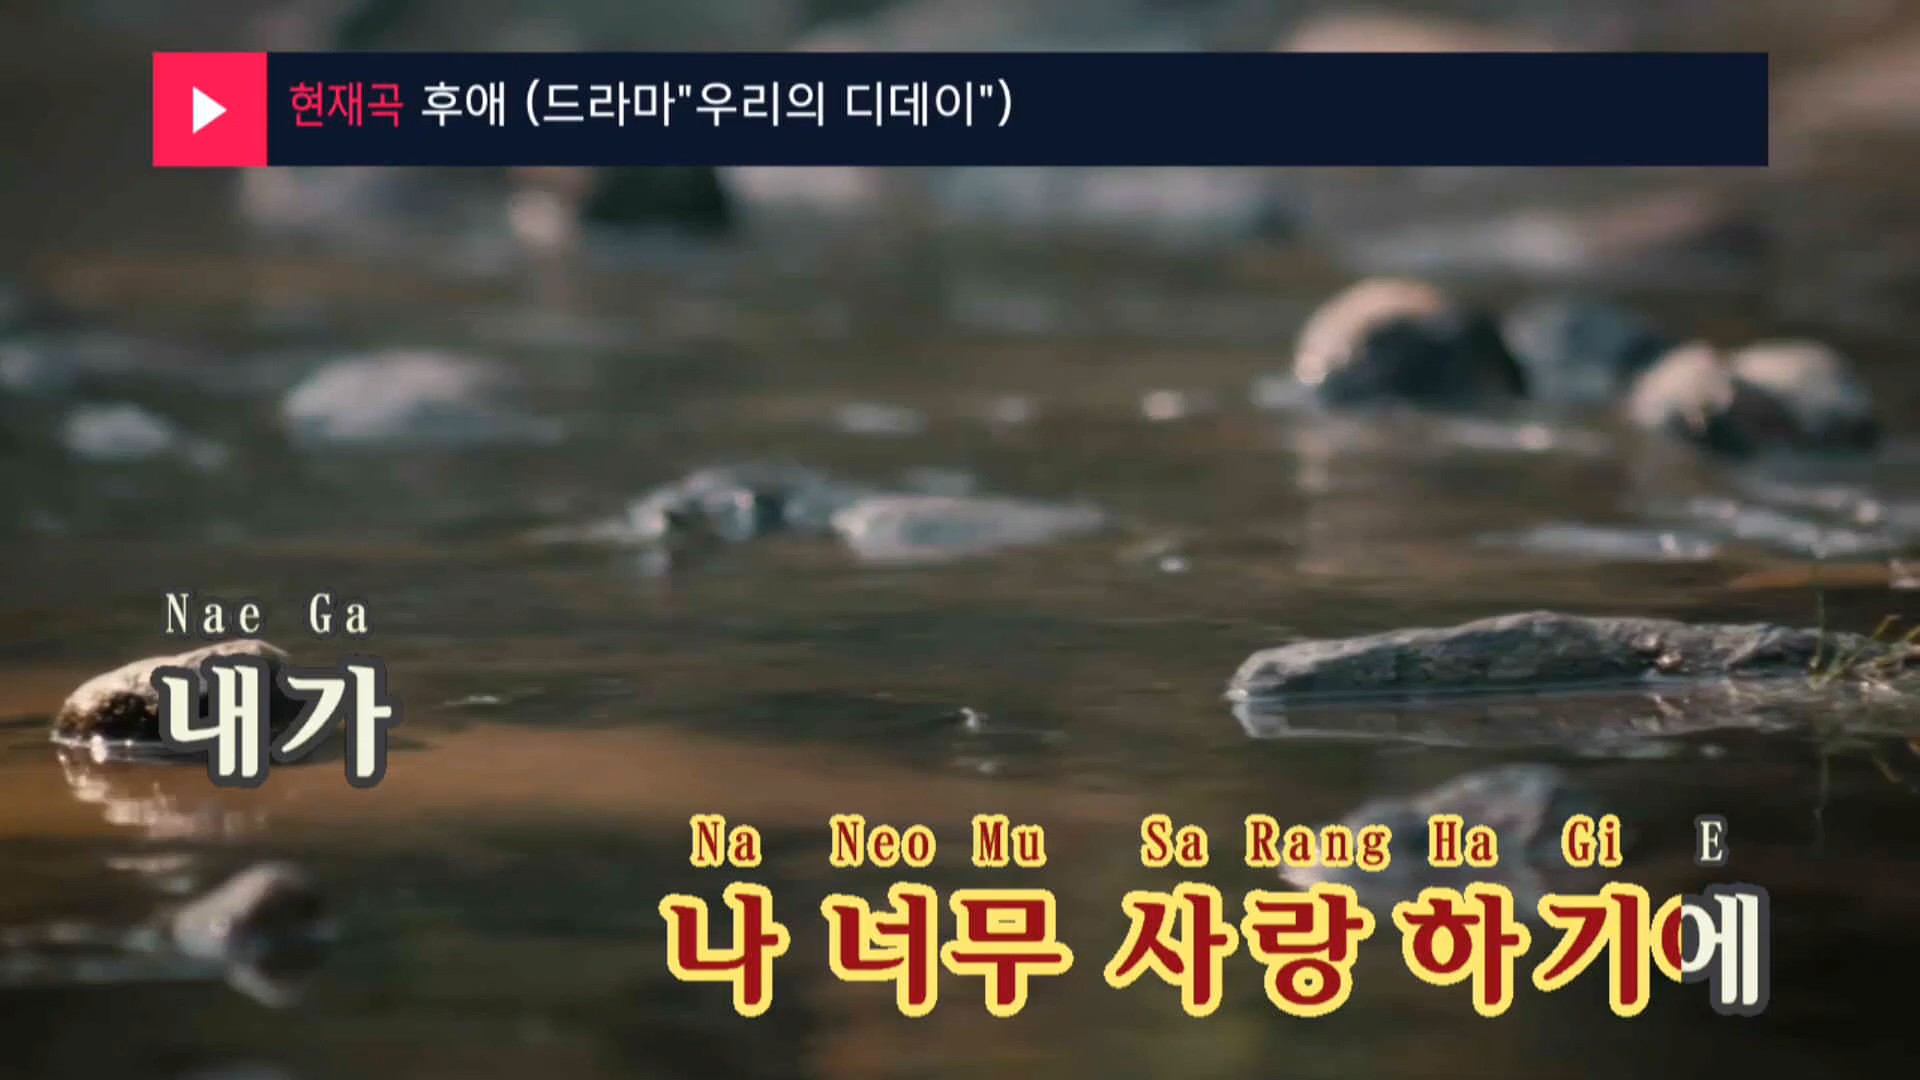 현재곡 후애 (드라마"우리의 디데이")
Nae Ga
내가
Na Neo Mu Sa Rang Ha Gi E
나 너무 사랑 하기에